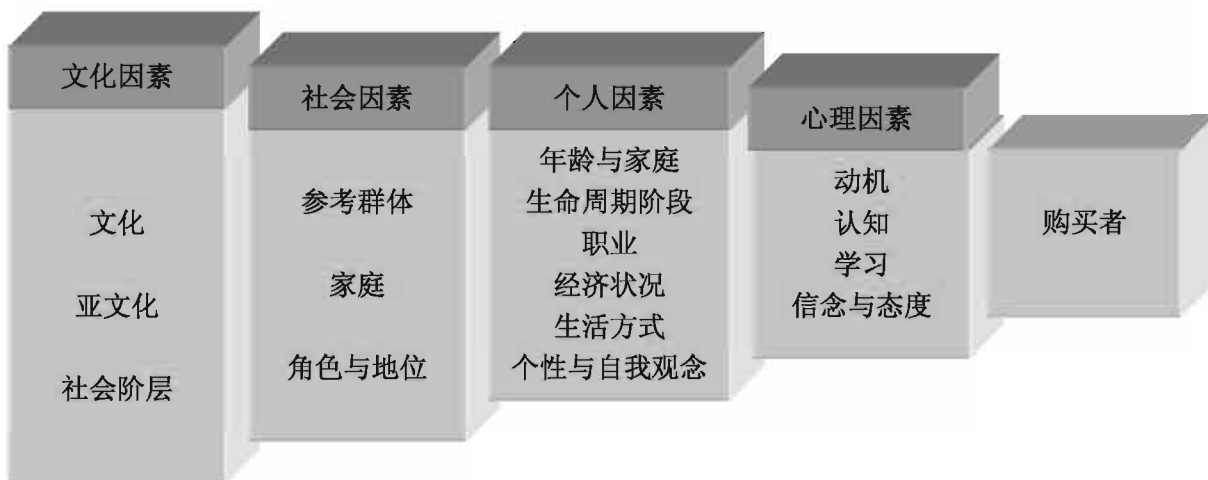 文化因素
文化
亚文化
社会阶层
社会因素
参考群体
家庭
角色与地位
个人因素
年龄与家庭
生命周期阶段
职业
经济状况
生活方式
个性与自我观念
心理因素
动机
认知
学习
信念与态度
购买者